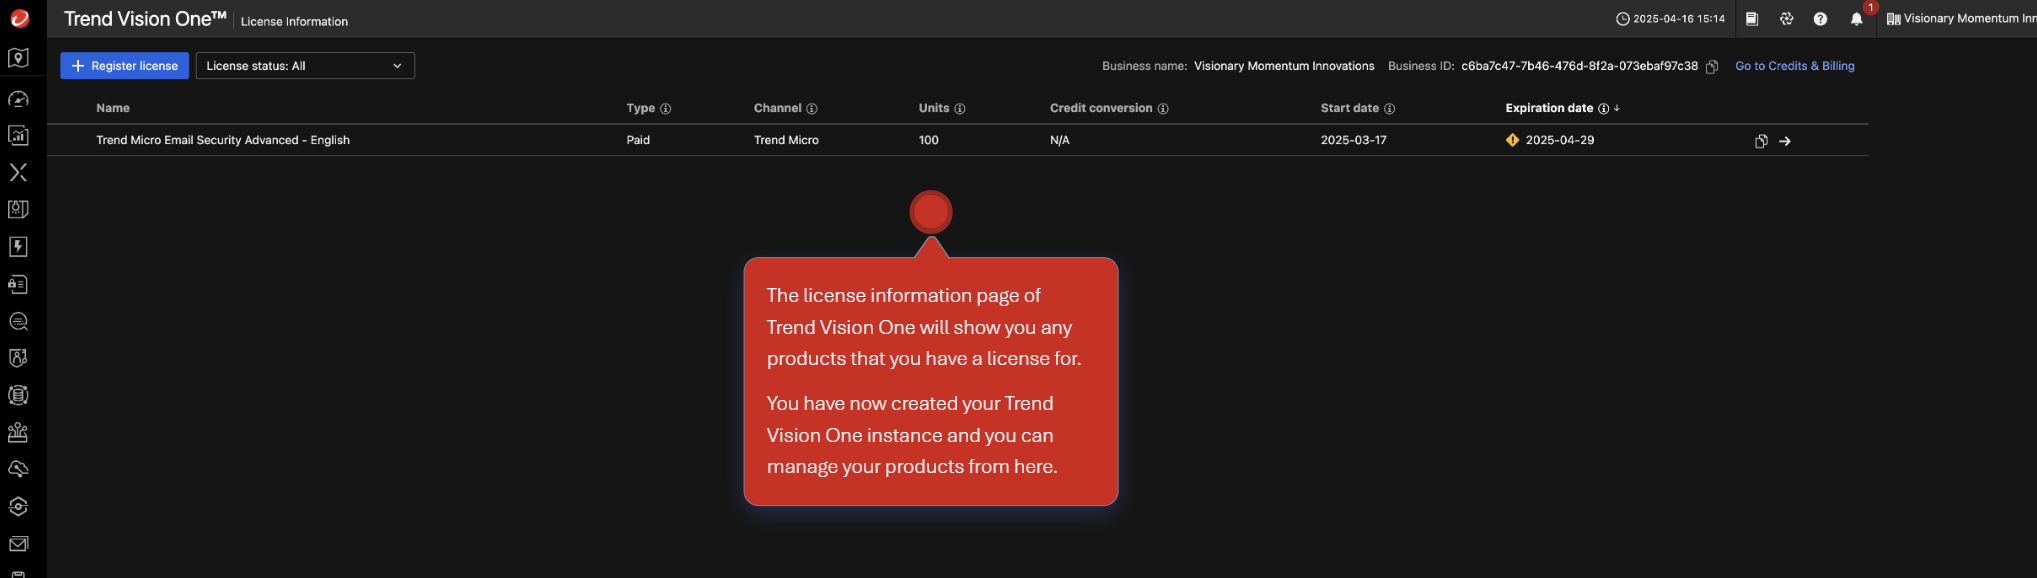 Trend Vision One™ License Information 2025-04-16 15:14 1 Visionary Momentum Inn
Register license License status: All Business name: Visionary Momentum Innovations Business ID: c6ba7c47-7b46-476d-8f2a-073ebaf97c38 Go to Credits & Billing
Name Type Channel Units Credit conversion Start date Expiration date ↓
Trend Micro Email Security Advanced - English Paid Trend Micro 100 N/A 2025-03-17 2025-04-29
The license information page of
Trend Vision One will show you any
products that you have a license for.
You have now created your Trend
Vision One instance and you can
manage your products from here.